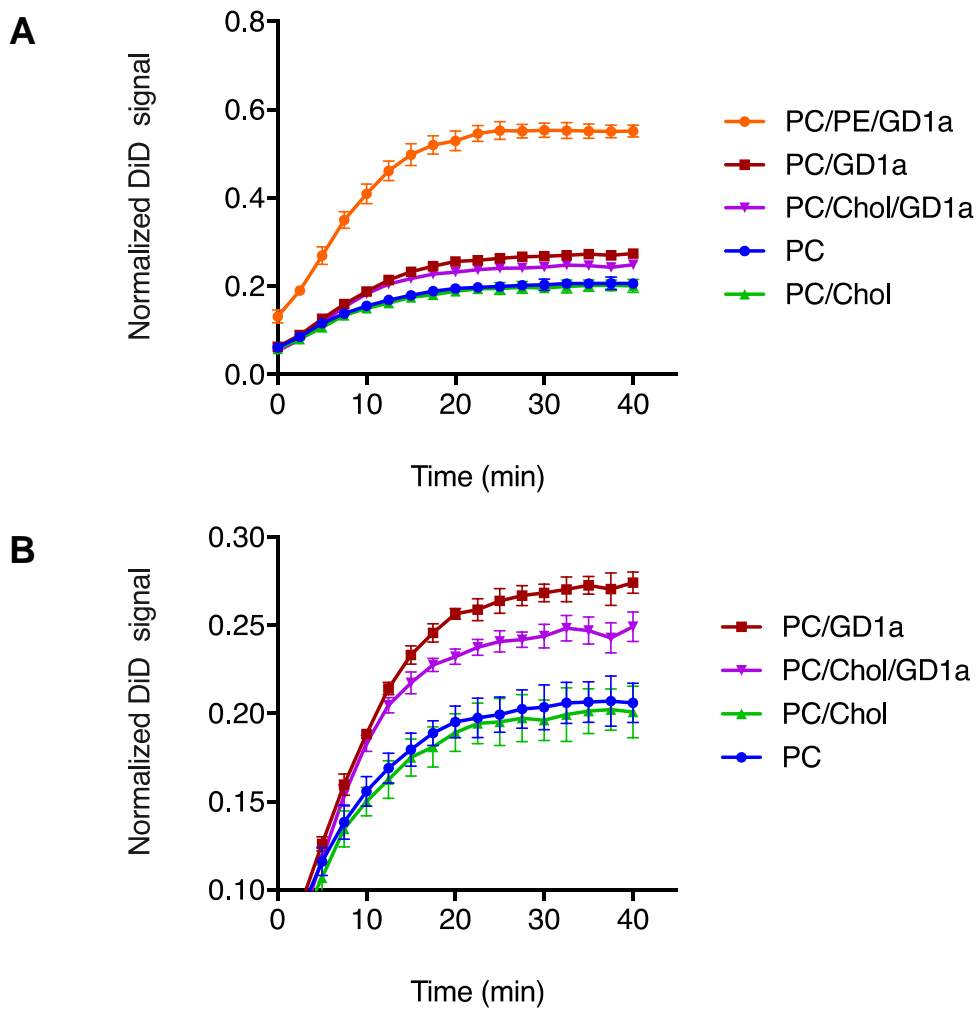 A
Normalized DiD signal
0.8
0.6
0.4
0.2
0.0
0 10 20 30 40
Time (min)
PC/PE/GD1a
PC/GD1a
PC/Chol/GD1a
PC
PC/Chol
B
Normalized DiD signal
0.30
0.25
0.20
0.15
0.10
0 10 20 30 40
Time (min)
PC/GD1a
PC/Chol/GD1a
PC/Chol
PC